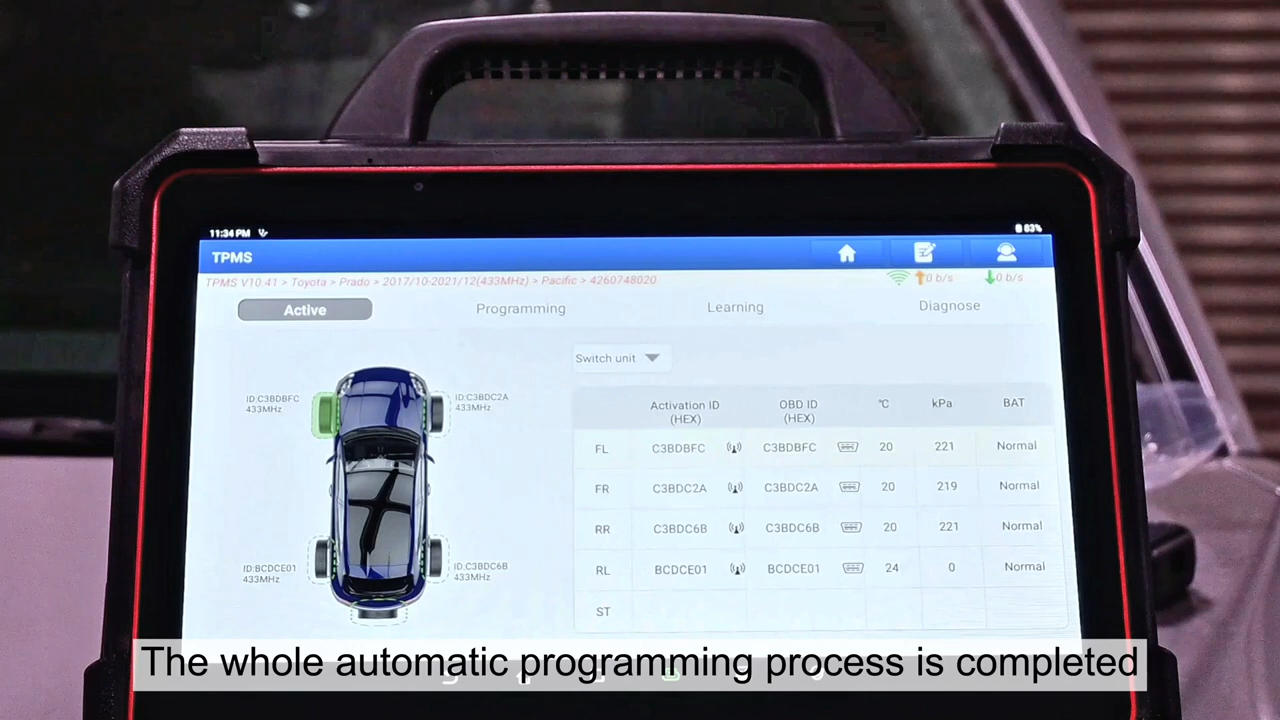 11:34 PM
83%
TPMS
TPMS V10.41 > Toyota > Prado > 2017/10-2021/12(433MHz) > Pacific > 4260748020
0 b/s
0 b/s
Active
Programming
Learning
Diagnose
Switch unit
ID:C3BDBFC
433MHz
ID:C3BDC2A
433MHz
ID:BCDCE01
433MHz
ID:C3BDC6B
433MHz
Activation ID (HEX) OBD ID (HEX) °C kPa BAT
FL C3BDBFC C3BDBFC 20 221 Normal
FR C3BDC2A C3BDC2A 20 219 Normal
RR C3BDC6B C3BDC6B 20 221 Normal
RL BCDCE01 BCDCE01 24 0 Normal
ST
The whole automatic programming process is completed